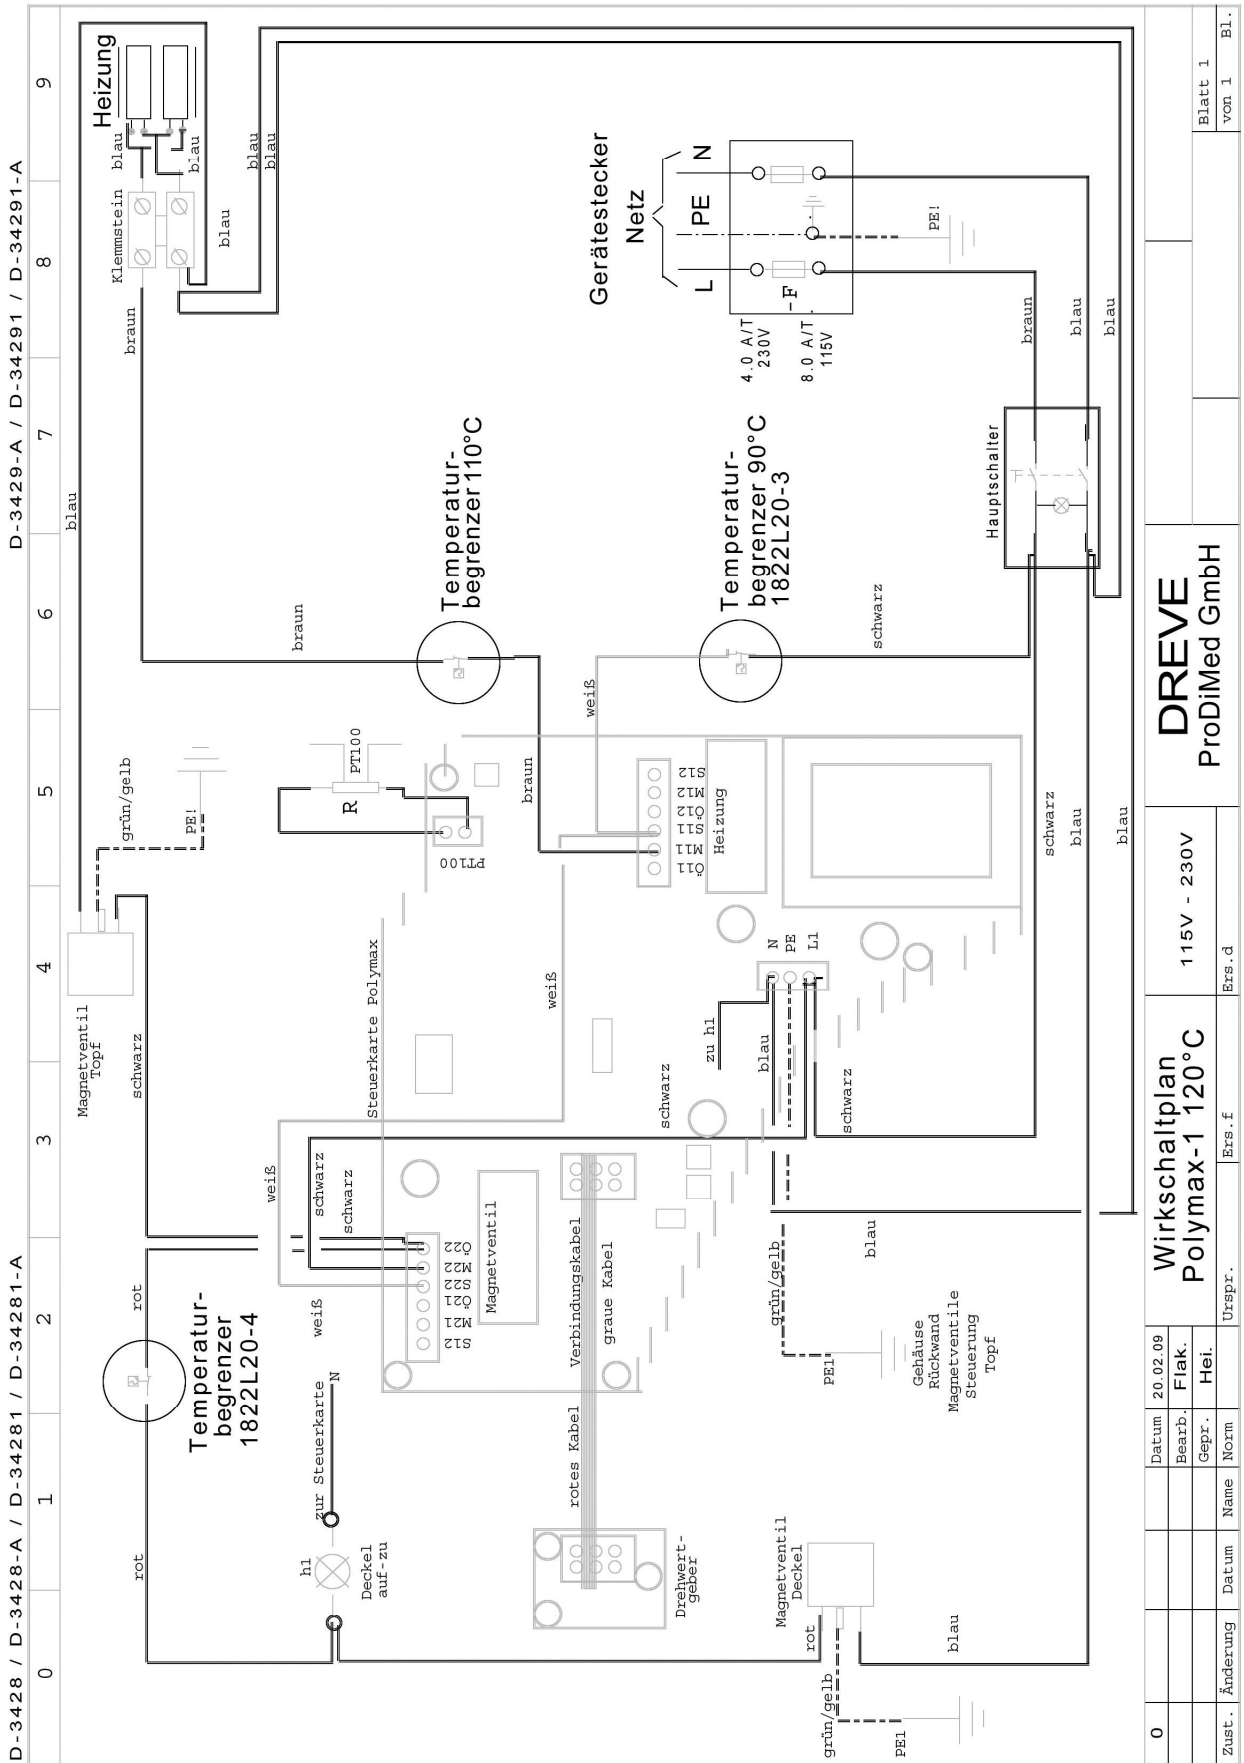 D-3428 / D-3428-A / D-34281 / D-34281-A
D-3429-A / D-34291 / D-34291 / D-34291-A
0
1
2
3
4
5
6
7
8
9
rot
rot
Temperatur-
begrenzer
1822L20-4
Magnetventil
Topf
schwarz
grün/gelb
PE!
blau
braun
braun
Klemmstein
Heizung
blau
blau
blau
blau
blau
h1
Deckel
auf-zu
zur Steuerkarte
N
weiß
weiß
schwarz
schwarz
Steuerkarte Polymax
Ö22
M22
S22
Ö21
M21
S12
Magnetventil
PT100
R
PT100
Temperatur-
begrenzer 110°C
braun
weiß
weiß
Ö11
M11
S11
Ö12
M12
S12
Heizung
Temperatur-
begrenzer 90°C
1822L20-3
schwarz
Gerätestecker
Netz
L
PE
N
4.0 A/T
230V
8.0 A/T
115V
-F
PE!
braun
blau
blau
Hauptschalter
rotes Kabel
Verbindungskabel
graue Kabel
Drehwert-
geber
Magnetventil
Deckel
rot
grün/gelb
PE1
blau
schwarz
zu h1
blau
N
PE
L1
schwarz
grün/gelb
PE1
blau
Gehäuse
Rückwand
Magnetventile
Steuerung
Topf
schwarz
blau
blau
0
Zust.
Änderung
Datum
Name
Norm
Datum
20.02.09
Bearb.
Flak.
Gepr.
Hei.
Urspr.
Wirkschaltplan
Polymax-1 120°C
Ers.f
115V - 230V
Ers.d
DREVE
ProDiMed GmbH
Blatt 1
von 1 Bl.